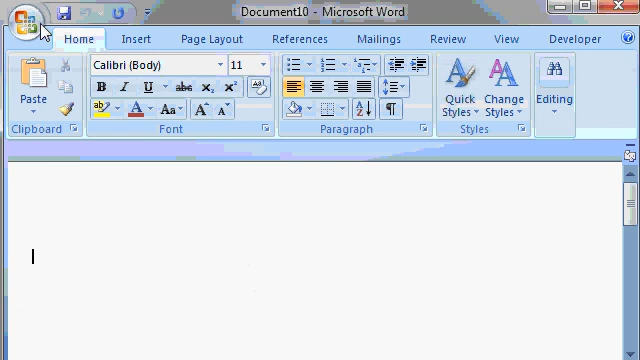 Document10 - Microsoft Word
Home Insert Page Layout References Mailings Review View Developer
Calibri (Body) 11
B I U abc x₂ x²
ab A Aa A A
Paste Quick Styles Change Styles Editing
Clipboard Font Paragraph Styles